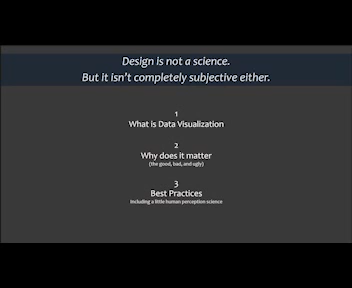 Design is not a science.
But it isn't completely subjective either.
1
What is Data Visualization
2
Why does it matter
(the good, bad, and ugly)
3
Best Practices
Including a little human perception science